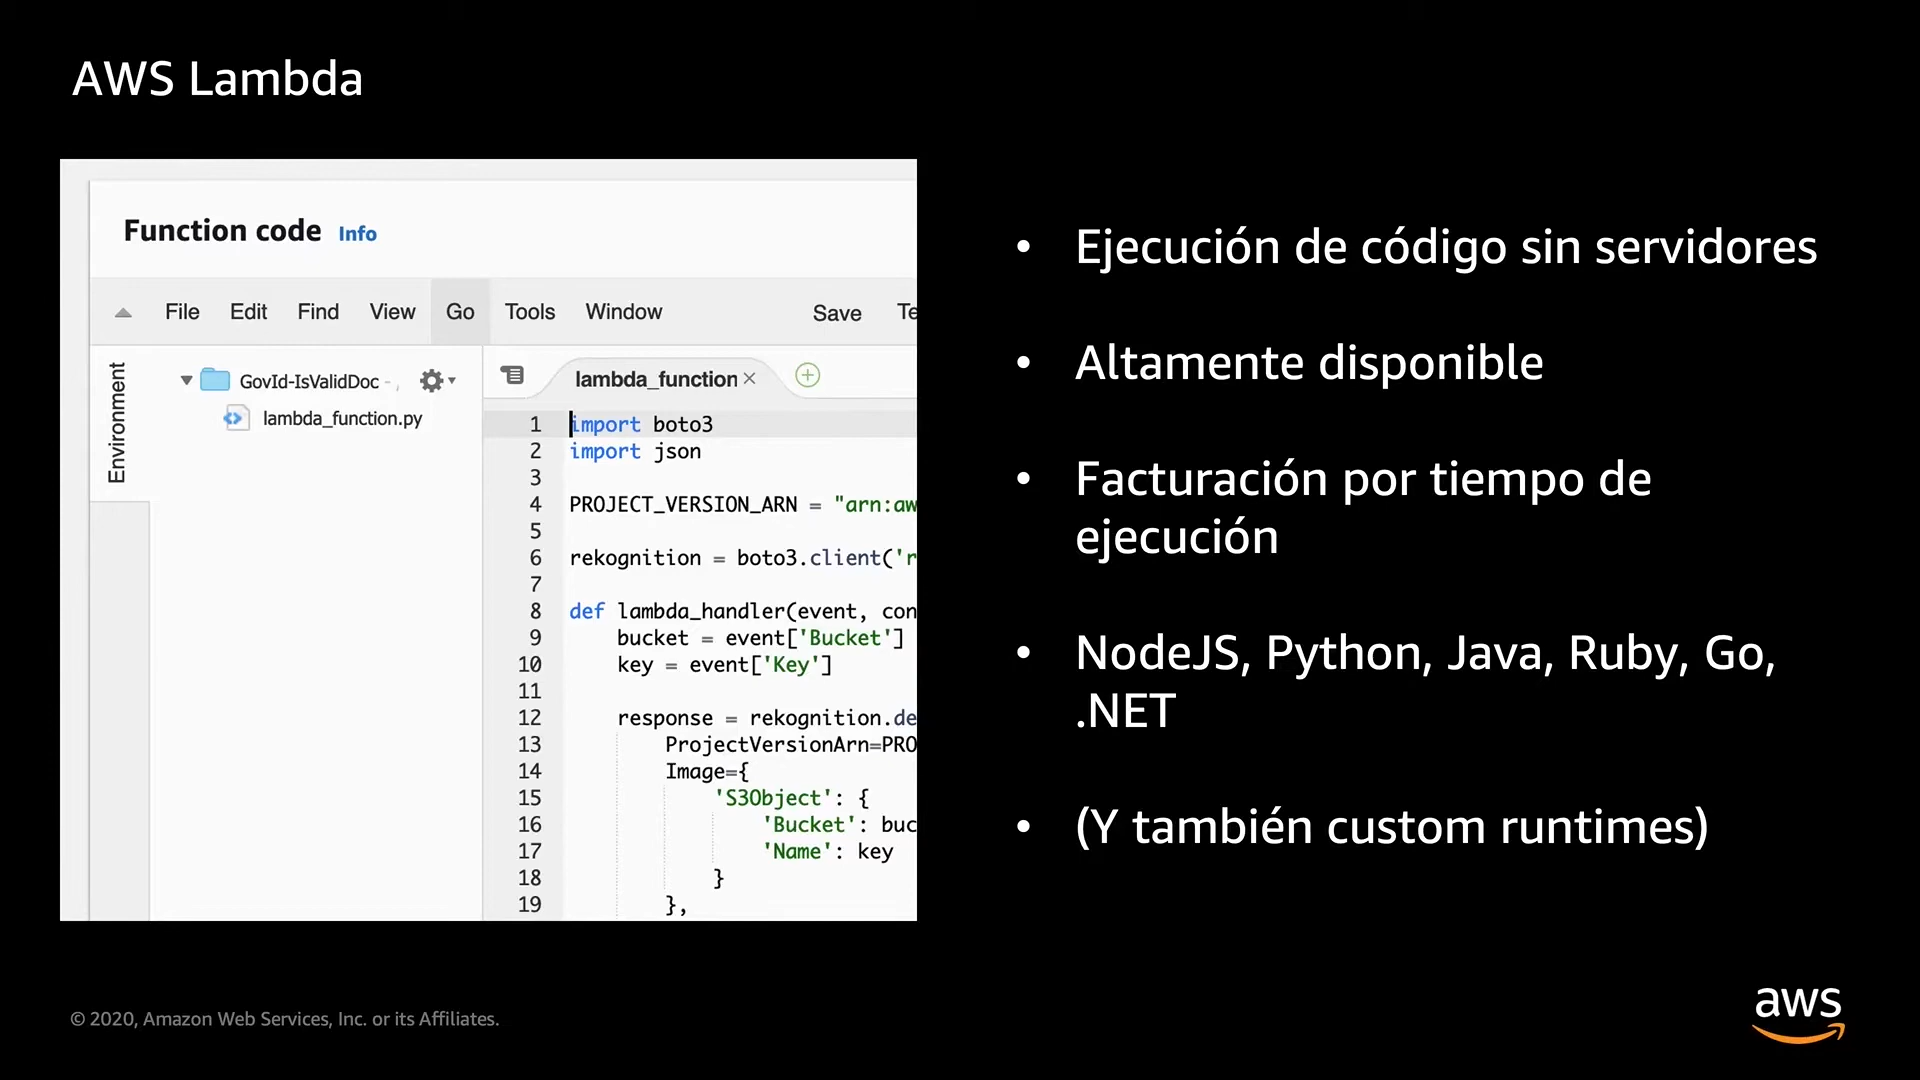 AWS Lambda
Function code Info
File Edit Find View Go Tools Window Save Te
Environment
GovId-IsValidDoc -
lambda_function.py
lambda_function
1 import boto3
2 import json
3
4 PROJECT_VERSION_ARN = "arn:aw
5
6 rekognition = boto3.client('r
7
8 def lambda_handler(event, con
9 bucket = event['Bucket']
10 key = event['Key']
11
12 response = rekognition.de
13 ProjectVersionArn=PRO
14 Image={
15 'S3Object': {
16 'Bucket': buc
17 'Name': key
18 }
19 },
• Ejecución de código sin servidores
• Altamente disponible
• Facturación por tiempo de
ejecución
• NodeJS, Python, Java, Ruby, Go,
.NET
• (Y también custom runtimes)
© 2020, Amazon Web Services, Inc. or its Affiliates.
aws